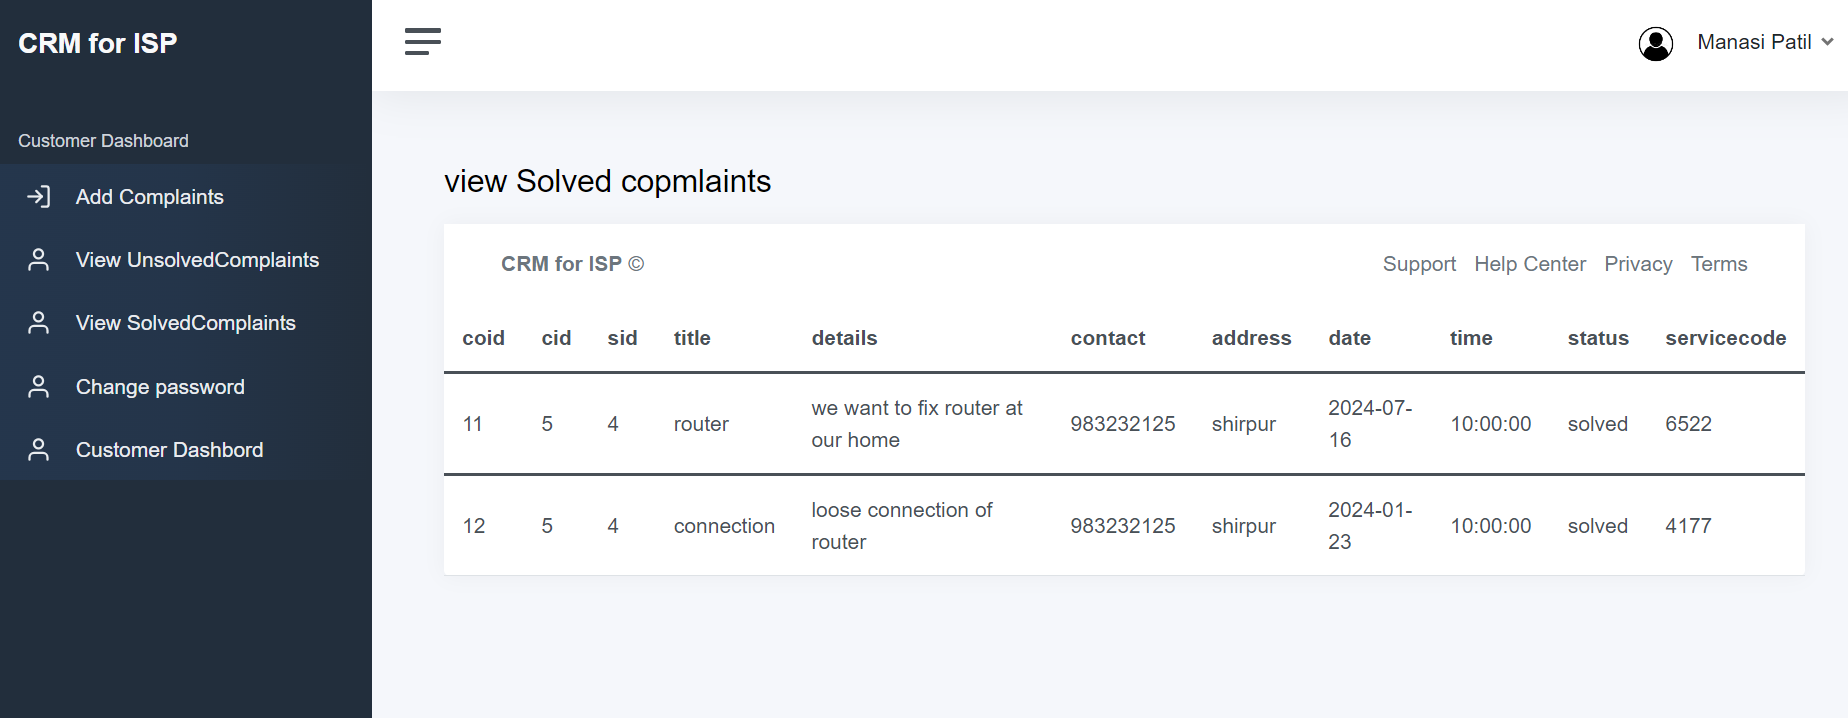 CRM for ISP
Manasi Patil
Customer Dashboard
Add Complaints
View UnsolvedComplaints
View SolvedComplaints
Change password
Customer Dashbord
view Solved copmlaints
CRM for ISP © Support Help Center Privacy Terms
coid cid sid title details contact address date time status servicecode
11 5 4 router we want to fix router at our home 983232125 shirpur 2024-07-16 10:00:00 solved 6522
12 5 4 connection loose connection of router 983232125 shirpur 2024-01-23 10:00:00 solved 4177